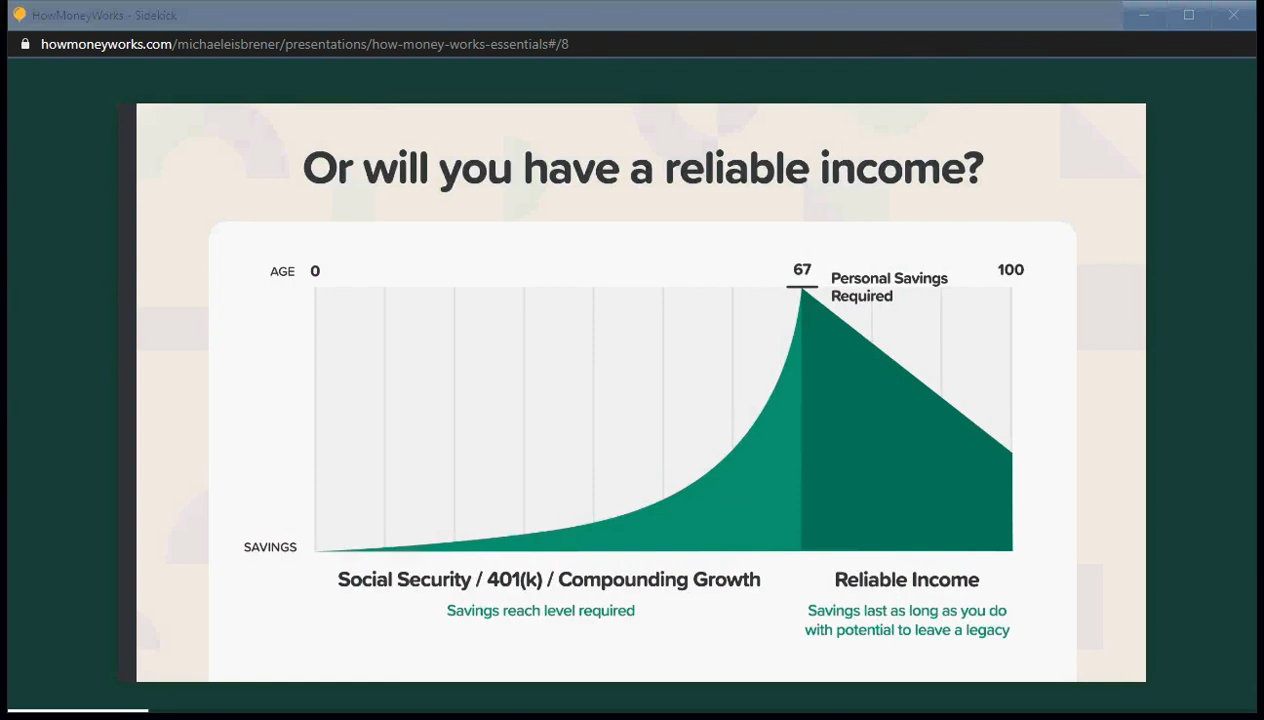 HowMoneyWorks - Sidekick
howmoneyworks.com/michaeleisbrener/presentations/how-money-works-essentials#/8
Or will you have a reliable income?
AGE 0 67 100
Personal Savings
Required
SAVINGS
Social Security / 401(k) / Compounding Growth
Savings reach level required
Reliable Income
Savings last as long as you do
with potential to leave a legacy